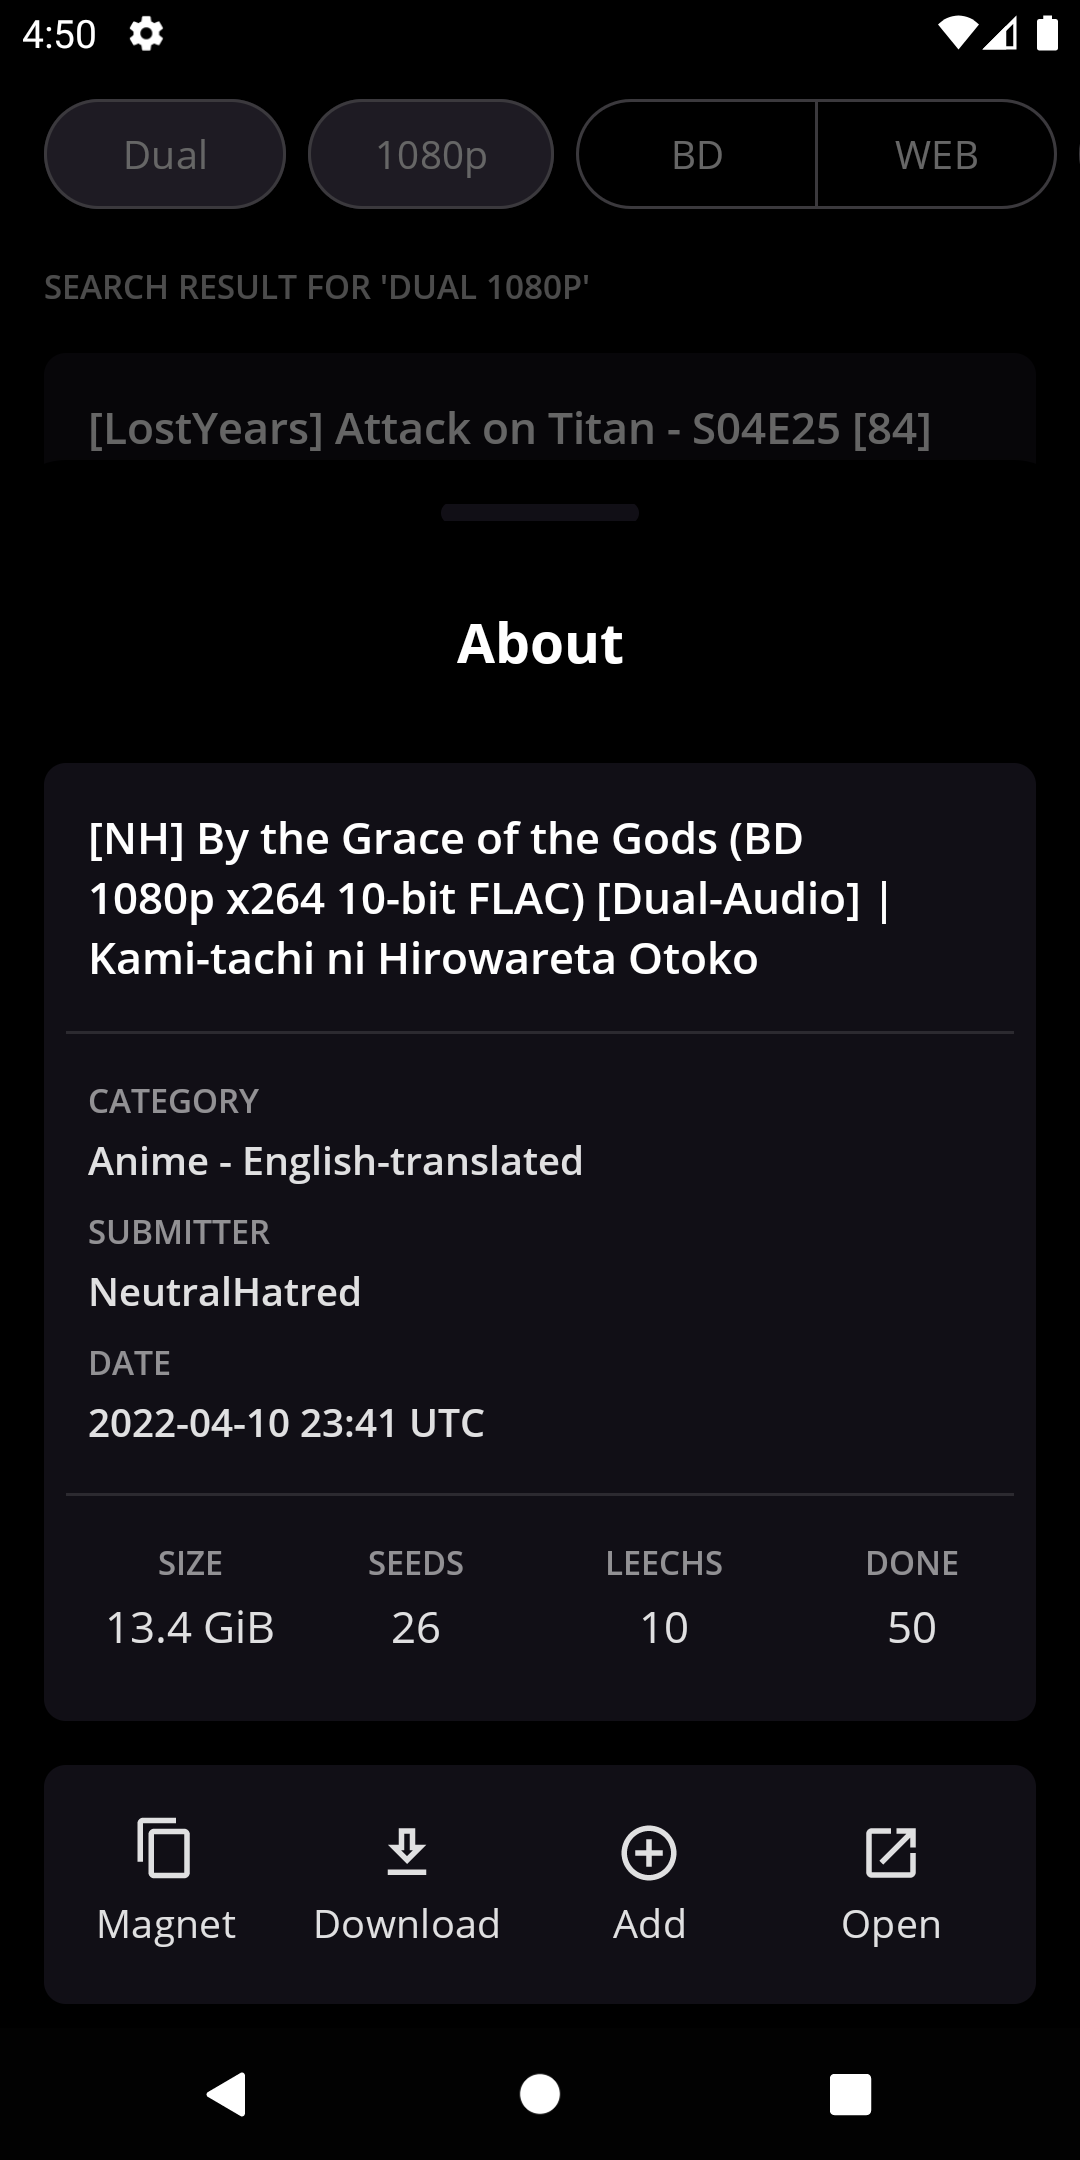 4:50
Dual
1080p
BD
WEB
SEARCH RESULT FOR 'DUAL 1080P'
[LostYears] Attack on Titan - S04E25 [84]
About
[NH] By the Grace of the Gods (BD
1080p x264 10-bit FLAC) [Dual-Audio] |
Kami-tachi ni Hirowareta Otoko
CATEGORY
Anime - English-translated
SUBMITTER
NeutralHatred
DATE
2022-04-10 23:41 UTC
SIZE
SEEDS
LEECHS
DONE
13.4 GiB
26
10
50
Magnet
Download
Add
Open